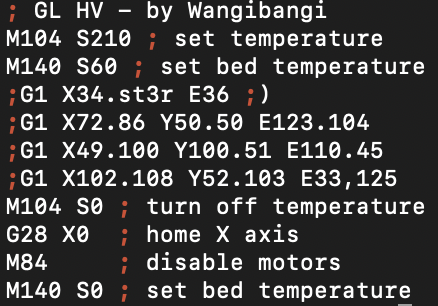 ; GL HV – by Wangibangi
M104 S210 ; set temperature
M140 S60 ; set bed temperature
;G1 X34.st3r E36 ;)
;G1 X72.86 Y50.50 E123.104
;G1 X49.100 Y100.51 E110.45
;G1 X102.108 Y52.103 E33,125
M104 S0 ; turn off temperature
G28 X0  ; home X axis
M84     ; disable motors
M140 S0 ; set bed temperature